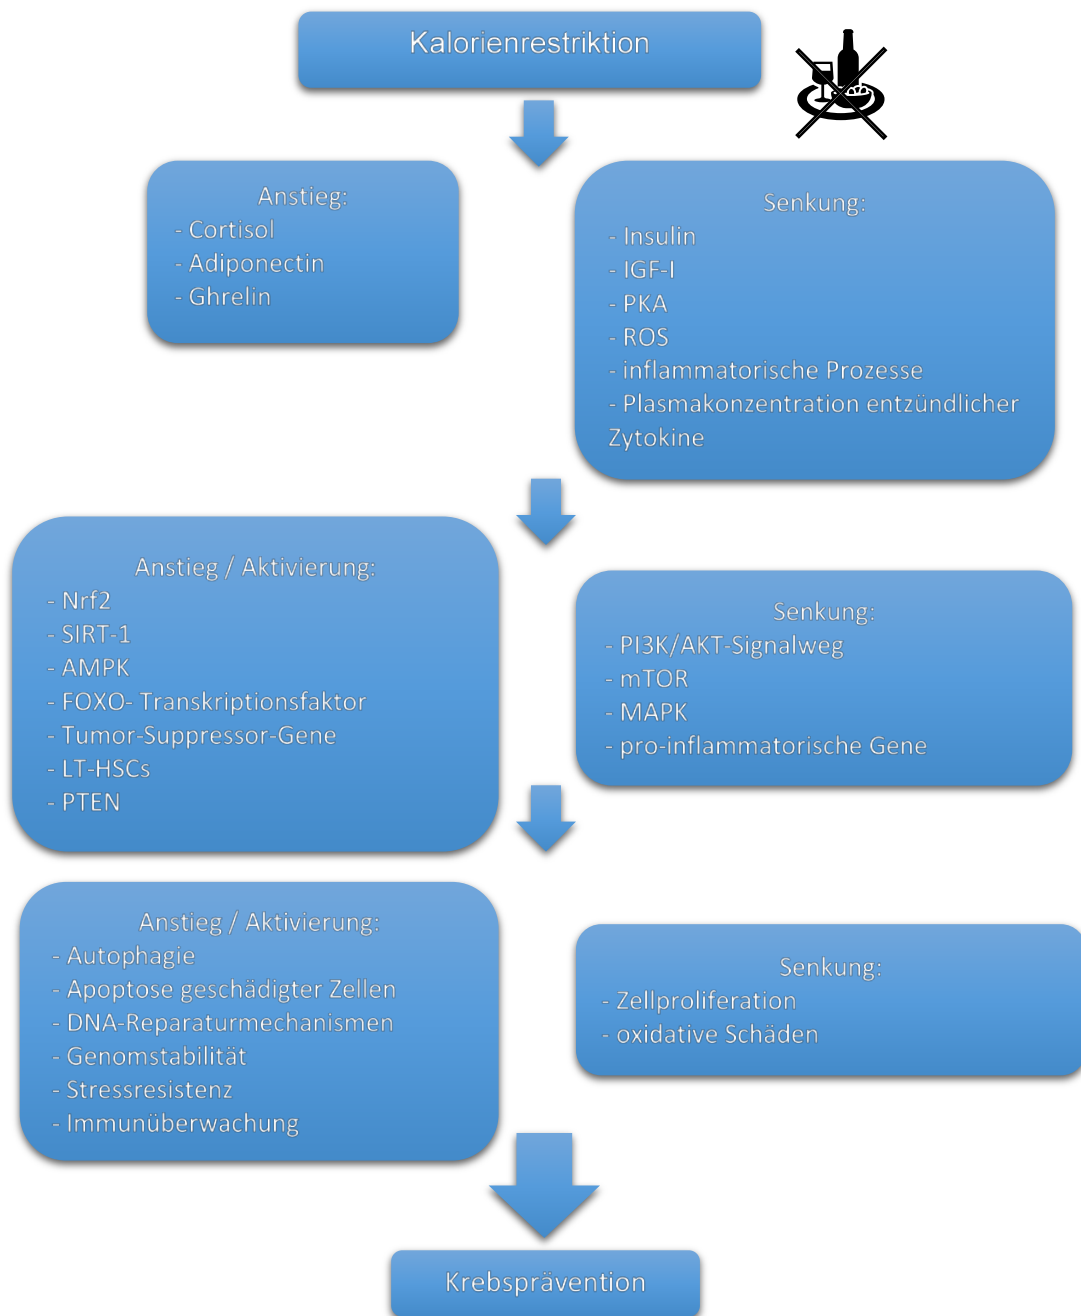 Kalorienrestriktion
Anstieg:
- Cortisol
- Adiponectin
- Ghrelin
Senkung:
- Insulin
- IGF-I
- PKA
- ROS
- inflammatorische Prozesse
- Plasmakonzentration entzündlicher
Zytokine
Anstieg / Aktivierung:
- Nrf2
- SIRT-1
- AMPK
- FOXO- Transkriptionsfaktor
- Tumor-Suppressor-Gene
- LT-HSCs
- PTEN
Senkung:
- PI3K/AKT-Signalweg
- mTOR
- MAPK
- pro-inflammatorische Gene
Anstieg / Aktivierung:
- Autophagie
- Apoptose geschädigter Zellen
- DNA-Reparaturmechanismen
- Genomstabilität
- Stressresistenz
- Immunüberwachung
Senkung:
- Zellproliferation
- oxidative Schäden
Krebsprävention